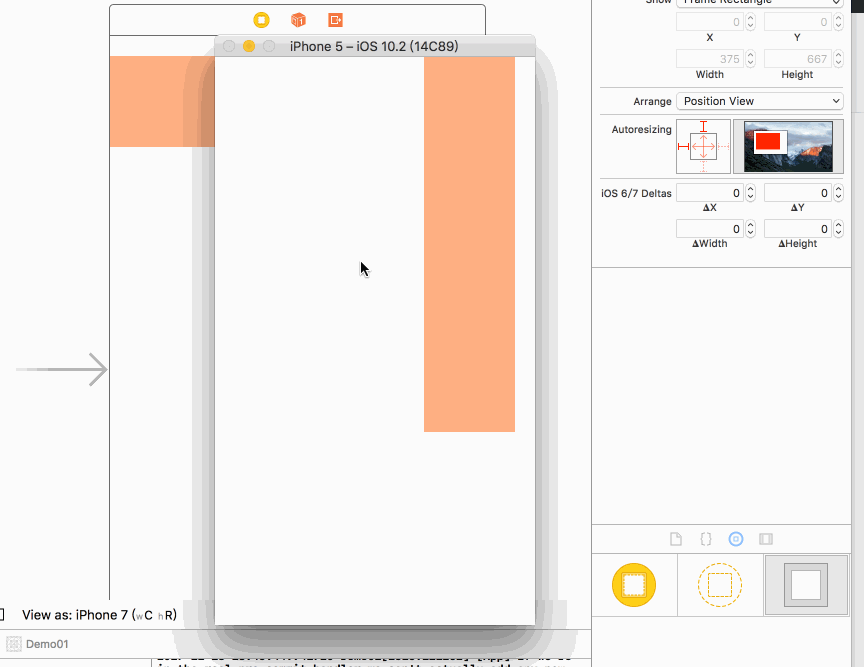 Show Frame Rectangle
0 0
X Y
375 667
Width Height
iPhone 5 – iOS 10.2 (14C89)
Arrange Position View
Autoresizing
iOS 6/7 Deltas 0 0
ΔX ΔY
0 0
ΔWidth ΔHeight
View as: iPhone 7 (wC hR)
Demo01